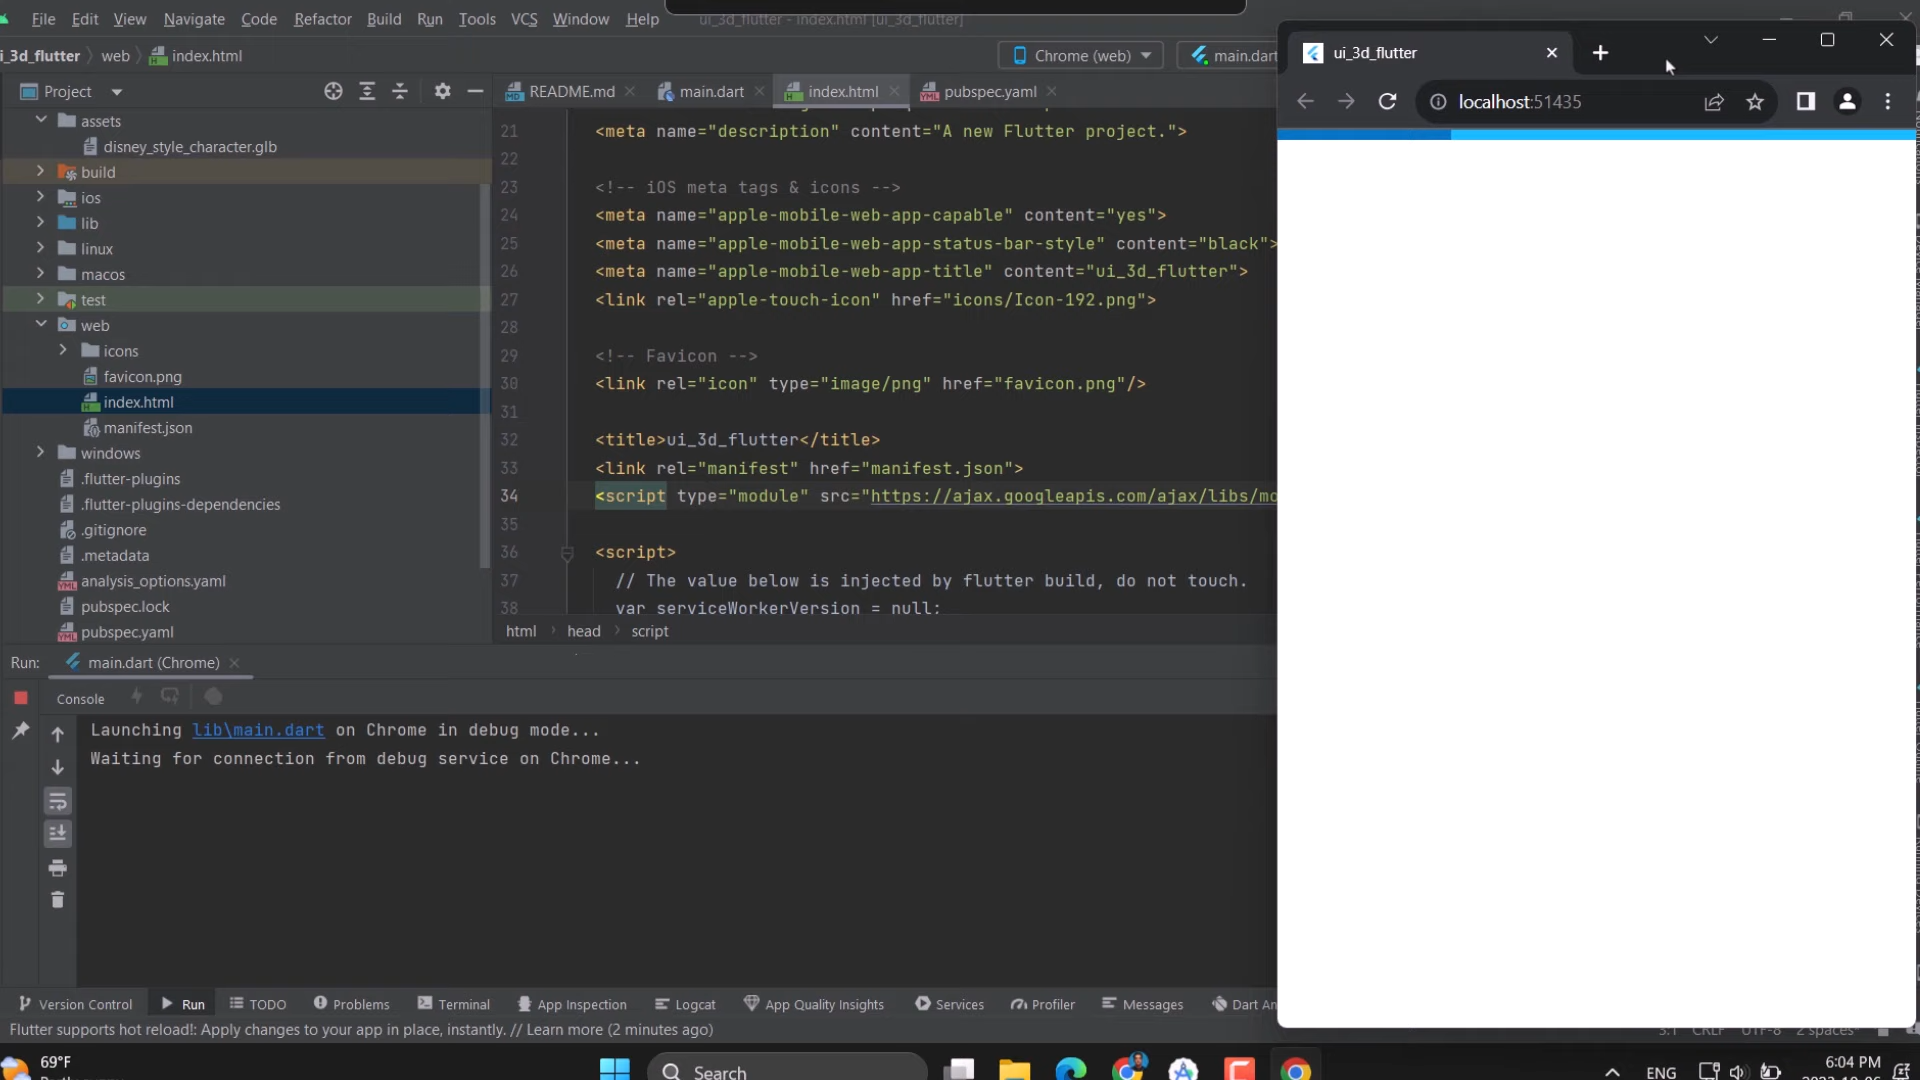 File Edit View Navigate Code Refactor Build Run Tools VCS Window Help ui_3d_flutter - index.html [ui_3d_flutter]
i_3d_flutter web index.html
Chrome (web) main.dart
Project
README.md main.dart index.html pubspec.yaml
assets
disney_style_character.glb
build
ios
lib
linux
macos
test
web
icons
favicon.png
index.html
manifest.json
windows
.flutter-plugins
.flutter-plugins-dependencies
.gitignore
.metadata
analysis_options.yaml
pubspec.lock
pubspec.yaml
21 <meta name="description" content="A new Flutter project.">
22
23 <!-- iOS meta tags & icons -->
24 <meta name="apple-mobile-web-app-capable" content="yes">
25 <meta name="apple-mobile-web-app-status-bar-style" content="black">
26 <meta name="apple-mobile-web-app-title" content="ui_3d_flutter">
27 <link rel="apple-touch-icon" href="icons/Icon-192.png">
28
29 <!-- Favicon -->
30 <link rel="icon" type="image/png" href="favicon.png"/>
31
32 <title>ui_3d_flutter</title>
33 <link rel="manifest" href="manifest.json">
34 <script type="module" src="https://ajax.googleapis.com/ajax/libs/mo
35
36 <script>
37 // The value below is injected by flutter build, do not touch.
38 var serviceWorkerVersion = null;
html head script
ui_3d_flutter
localhost:51435
Run: main.dart (Chrome)
Console
Launching lib\main.dart on Chrome in debug mode...
Waiting for connection from debug service on Chrome...
Version Control Run TODO Problems Terminal App Inspection Logcat App Quality Insights Services Profiler Messages Dart An
Flutter supports hot reload!: Apply changes to your app in place, instantly. // Learn more (2 minutes ago)
CRLF UTF-8 2 spaces*
69°F
Search
ENG
6:04 PM